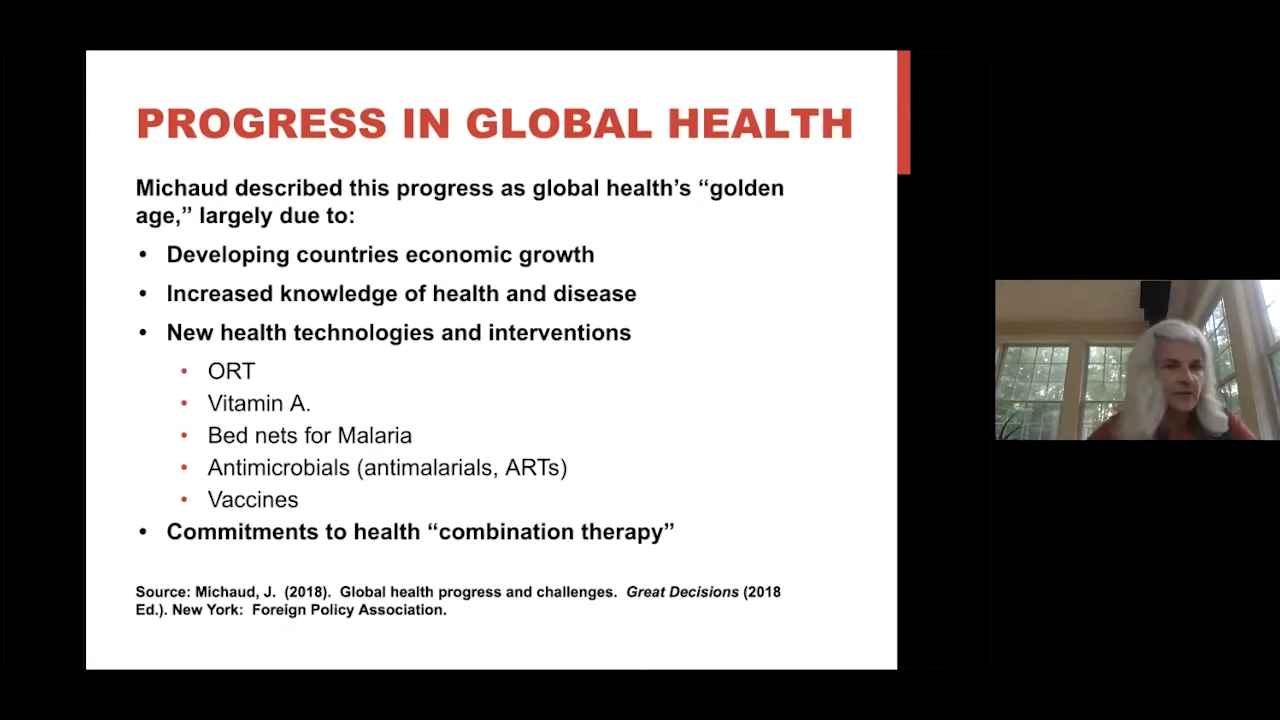 PROGRESS IN GLOBAL HEALTH
Michaud described this progress as global health’s “golden
age,” largely due to:
• Developing countries economic growth
• Increased knowledge of health and disease
• New health technologies and interventions
• ORT
• Vitamin A.
• Bed nets for Malaria
• Antimicrobials (antimalarials, ARTs)
• Vaccines
• Commitments to health “combination therapy”
Source: Michaud, J. (2018). Global health progress and challenges. Great Decisions (2018
Ed.). New York: Foreign Policy Association.